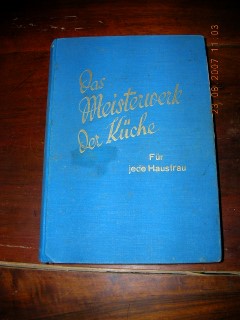 Das
Meisterwerk
Der Küche
Für
jede Hausfrau
23 08 2007 11 03